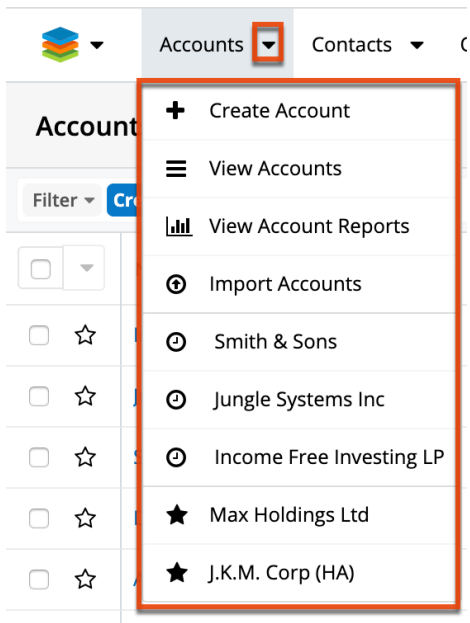 Accounts
Contacts
Account
Create Account
View Accounts
Filter
Cre
View Account Reports
Import Accounts
Smith & Sons
Jungle Systems Inc
Income Free Investing LP
Max Holdings Ltd
J.K.M. Corp (HA)